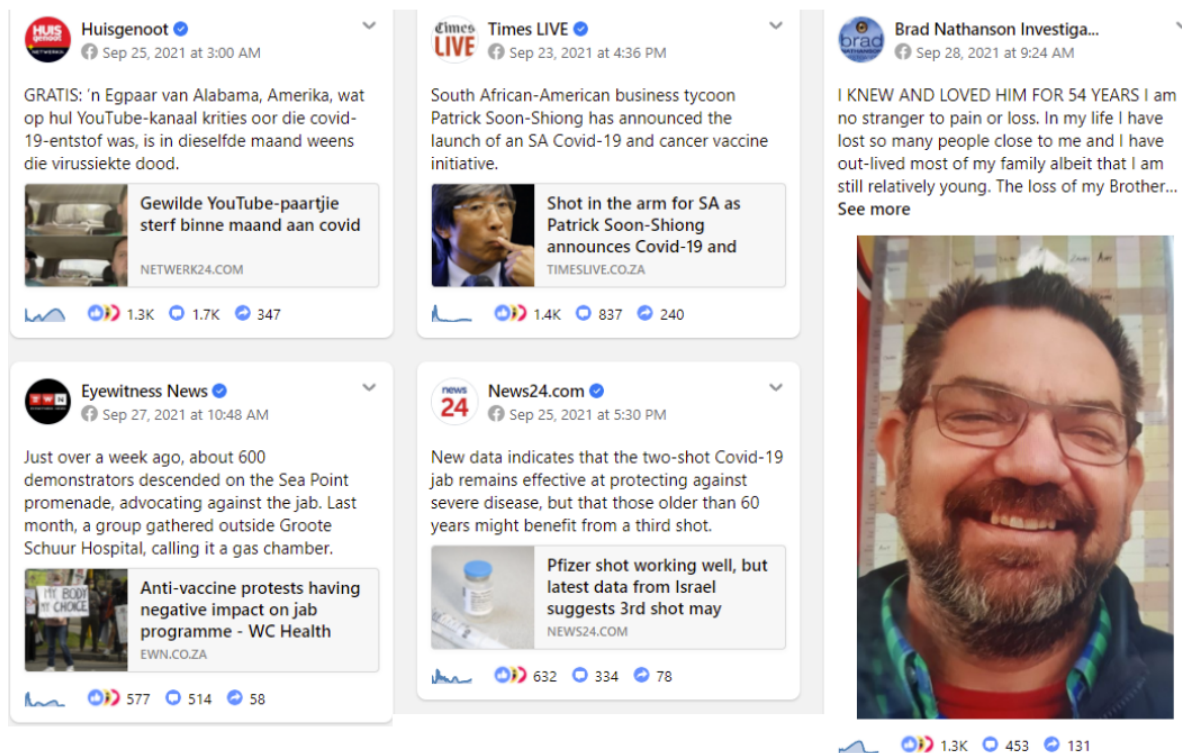 Huisgenoot
Sep 25, 2021 at 3:00 AM
GRATIS: 'n Egpaar van Alabama, Amerika, wat
op hul YouTube-kanaal krities oor die covid-
19-entstof was, is in dieselfde maand weens
die virussiekte dood.
Gewilde YouTube-paartjie
sterf binne maand aan covid
NETWERK24.COM
1.3K 1.7K 347
Eyewitness News
Sep 27, 2021 at 10:48 AM
Just over a week ago, about 600
demonstrators descended on the Sea Point
promenade, advocating against the jab. Last
month, a group gathered outside Groote
Schuur Hospital, calling it a gas chamber.
MY BODY
MY CHOICE
Anti-vaccine protests having
negative impact on jab
programme - WC Health
EWN.CO.ZA
577 514 58
Times LIVE
Sep 23, 2021 at 4:36 PM
South African-American business tycoon
Patrick Soon-Shiong has announced the
launch of an SA Covid-19 and cancer vaccine
initiative.
Shot in the arm for SA as
Patrick Soon-Shiong
announces Covid-19 and
TIMESLIVE.CO.ZA
1.4K 837 240
news
24
News24.com
Sep 25, 2021 at 5:30 PM
New data indicates that the two-shot Covid-19
jab remains effective at protecting against
severe disease, but that those older than 60
years might benefit from a third shot.
Pfizer shot working well, but
latest data from Israel
suggests 3rd shot may
NEWS24.COM
632 334 78
brad
Brad Nathanson Investiga...
Sep 28, 2021 at 9:24 AM
I KNEW AND LOVED HIM FOR 54 YEARS I am
no stranger to pain or loss. In my life I have
lost so many people close to me and I have
out-lived most of my family albeit that I am
still relatively young. The loss of my Brother...
See more
1.3K 453 131